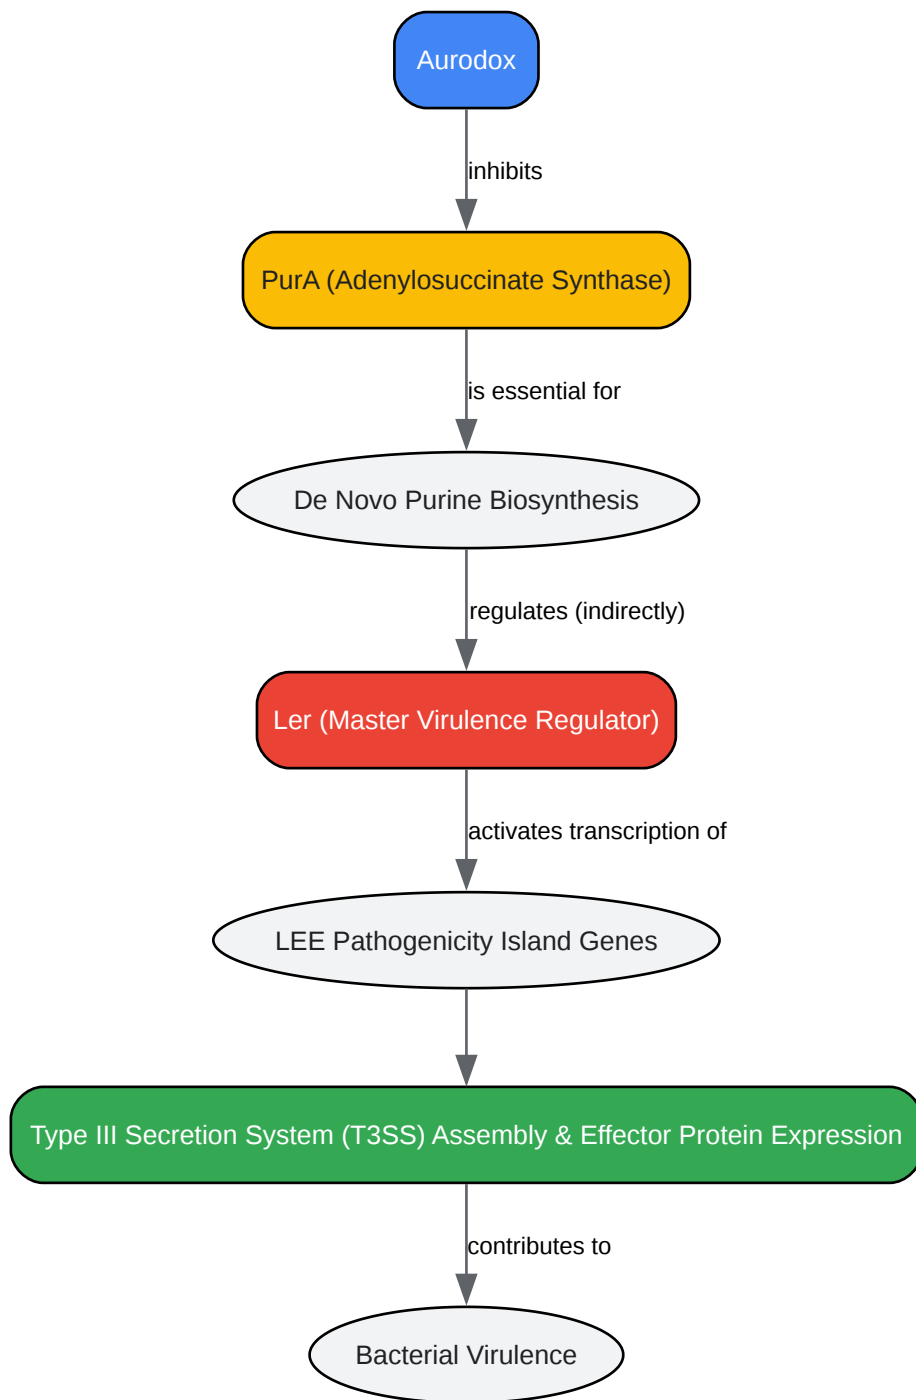 Aurodox
inhibits
PurA (Adenylosuccinate Synthase)
is essential for
De Novo Purine Biosynthesis
regulates (indirectly)
Ler (Master Virulence Regulator)
activates transcription of
LEE Pathogenicity Island Genes
Type III Secretion System (T3SS) Assembly & Effector Protein Expression
contributes to
Bacterial Virulence